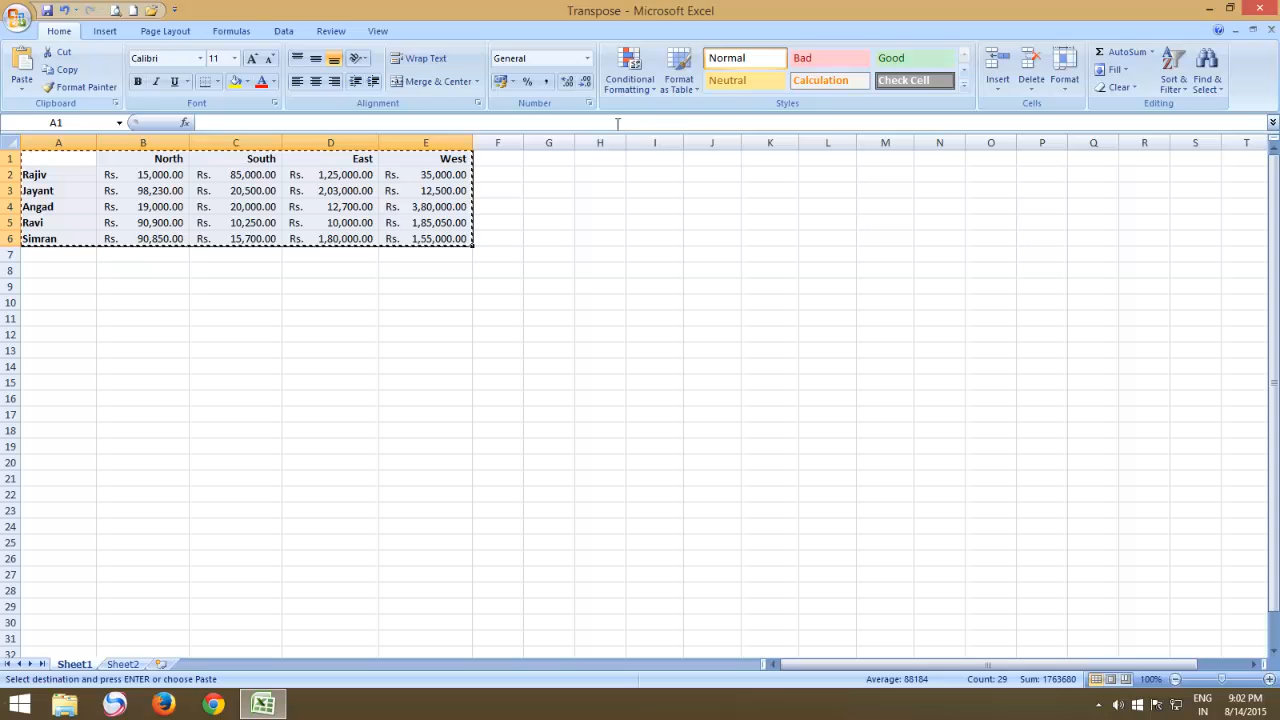 Transpose - Microsoft Excel
Home Insert Page Layout Formulas Data Review View
Paste Cut Copy Format Painter Clipboard
Calibri 11 A A B I U A Font
Wrap Text Merge & Center Alignment
General % , Number
Conditional Formatting Format as Table Normal Bad Good Neutral Calculation Check Cell Styles
Insert Delete Format Cells
AutoSum Fill Clear Sort & Filter Find & Select Editing
A1 fx
A B C D E F G H I J K L M N O P Q R S T
1 North South East West
2 Rajiv Rs. 15,000.00 Rs. 85,000.00 Rs. 1,25,000.00 Rs. 35,000.00
3 Jayant Rs. 98,230.00 Rs. 20,500.00 Rs. 2,03,000.00 Rs. 12,500.00
4 Angad Rs. 19,000.00 Rs. 20,000.00 Rs. 12,700.00 Rs. 3,80,000.00
5 Ravi Rs. 90,900.00 Rs. 10,250.00 Rs. 10,000.00 Rs. 1,85,050.00
6 Simran Rs. 90,850.00 Rs. 15,700.00 Rs. 1,80,000.00 Rs. 1,55,000.00
7
8
9
10
11
12
13
14
15
16
17
18
19
20
21
22
23
24
25
26
27
28
29
30
31
32
Sheet1 Sheet2
Select destination and press ENTER or choose Paste Average: 88184 Count: 29 Sum: 1763680 100%
ENG 9:02 PM
IN 8/14/2015